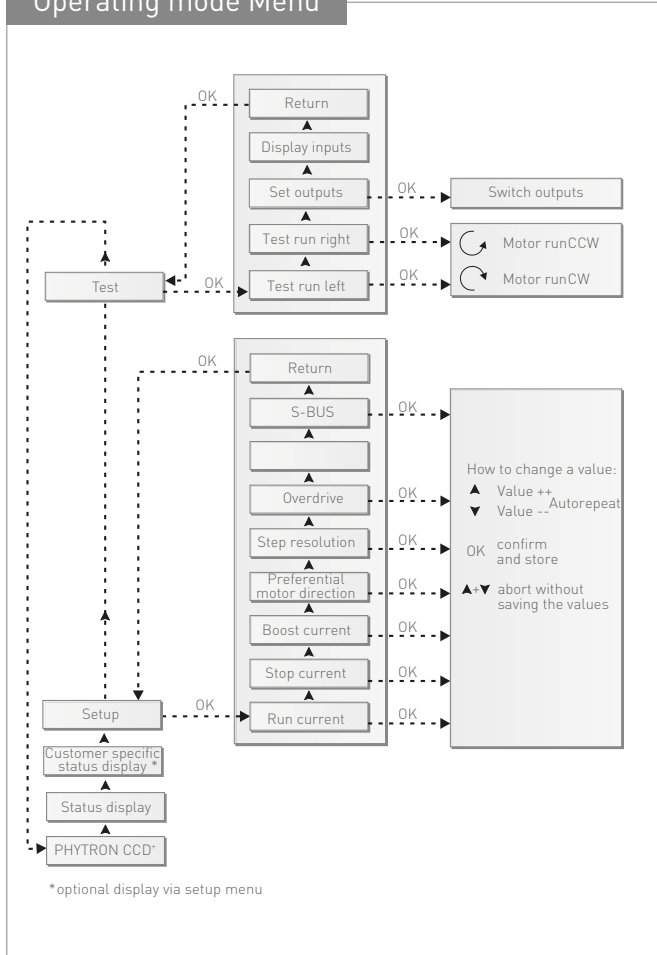 Operating mode Menu
OK
Return
Display inputs
Set outputs
OK
Switch outputs
Test run right
OK
Motor runCCW
Test
OK
Test run left
OK
Motor runCW
OK
Return
S-BUS
OK
How to change a value:
Value ++
Value --
Autorepeat
Overdrive
OK
Step resolution
OK
OK
confirm
and store
Preferential
motor direction
OK
+
abort without
saving the values
Boost current
OK
Stop current
OK
Setup
OK
Run current
OK
Customer specific
status display *
Status display
PHYTRON CCD+
*optional display via setup menu